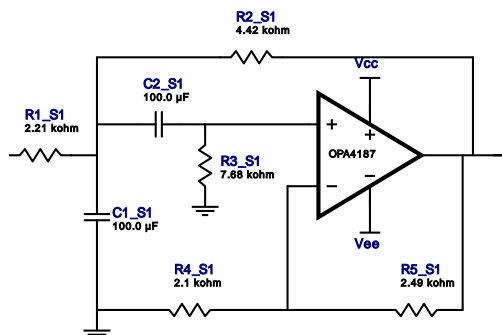 R2_S1
4.42 kohm
Vcc
C2_S1
100.0 µF
R1_S1
2.21 kohm
+
+
OPA4187
R3_S1
7.68 kohm
−
−
C1_S1
100.0 µF
Vee
R4_S1
2.1 kohm
R5_S1
2.49 kohm